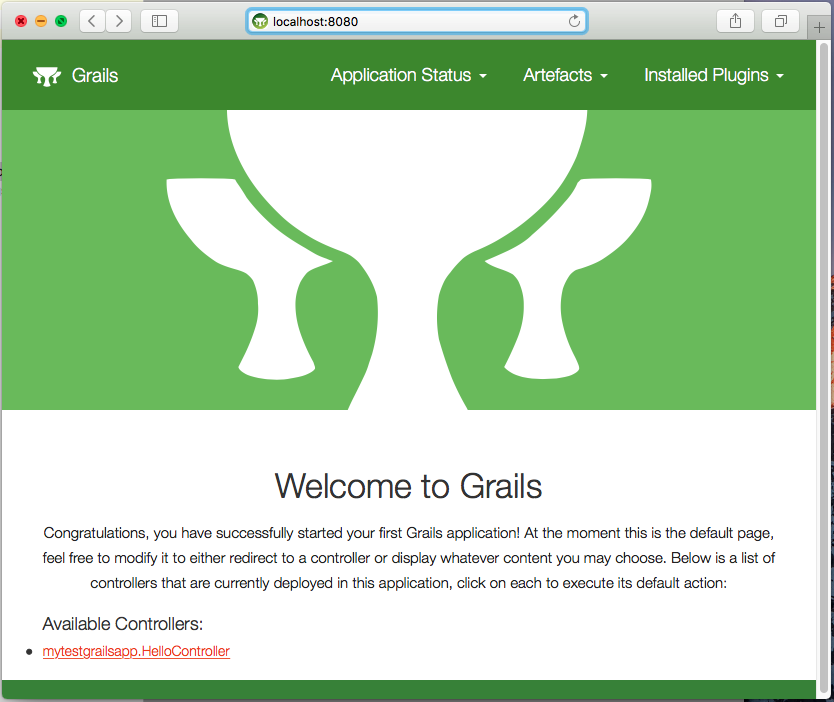 localhost:8080
Grails
Application Status
Artefacts
Installed Plugins
Welcome to Grails
Congratulations, you have successfully started your first Grails application! At the moment this is the default page,
feel free to modify it to either redirect to a controller or display whatever content you may choose. Below is a list of
controllers that are currently deployed in this application, click on each to execute its default action:
Available Controllers:
mytestgrailsapp.HelloController